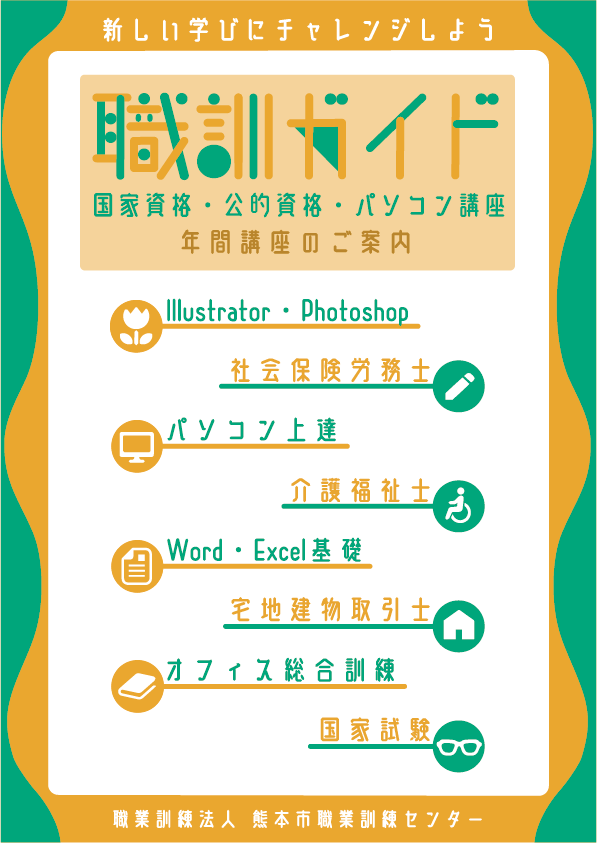 新しい学びにチャレンジしよう
職訓ガイド
国家資格・公的資格・パソコン講座
年間講座のご案内
Illustrator・Photoshop
社会保険労務士
パソコン上達
介護福祉士
Word・Excel基礎
宅地建物取引士
オフィス総合訓練
国家試験
職業訓練法人 熊本市職業訓練センター